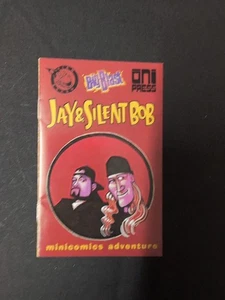 oni
PRESS
JAY & SILENT BOB
minicomics adventure